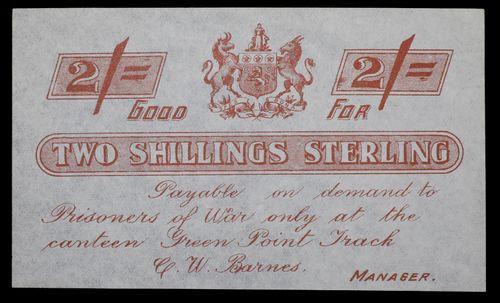 2/= 2/=
Good For
TWO SHILLINGS STERLING
Payable on demand to
Prisoners of War only at the
canteen Green Point Track
C. W. Barnes.
MANAGER.